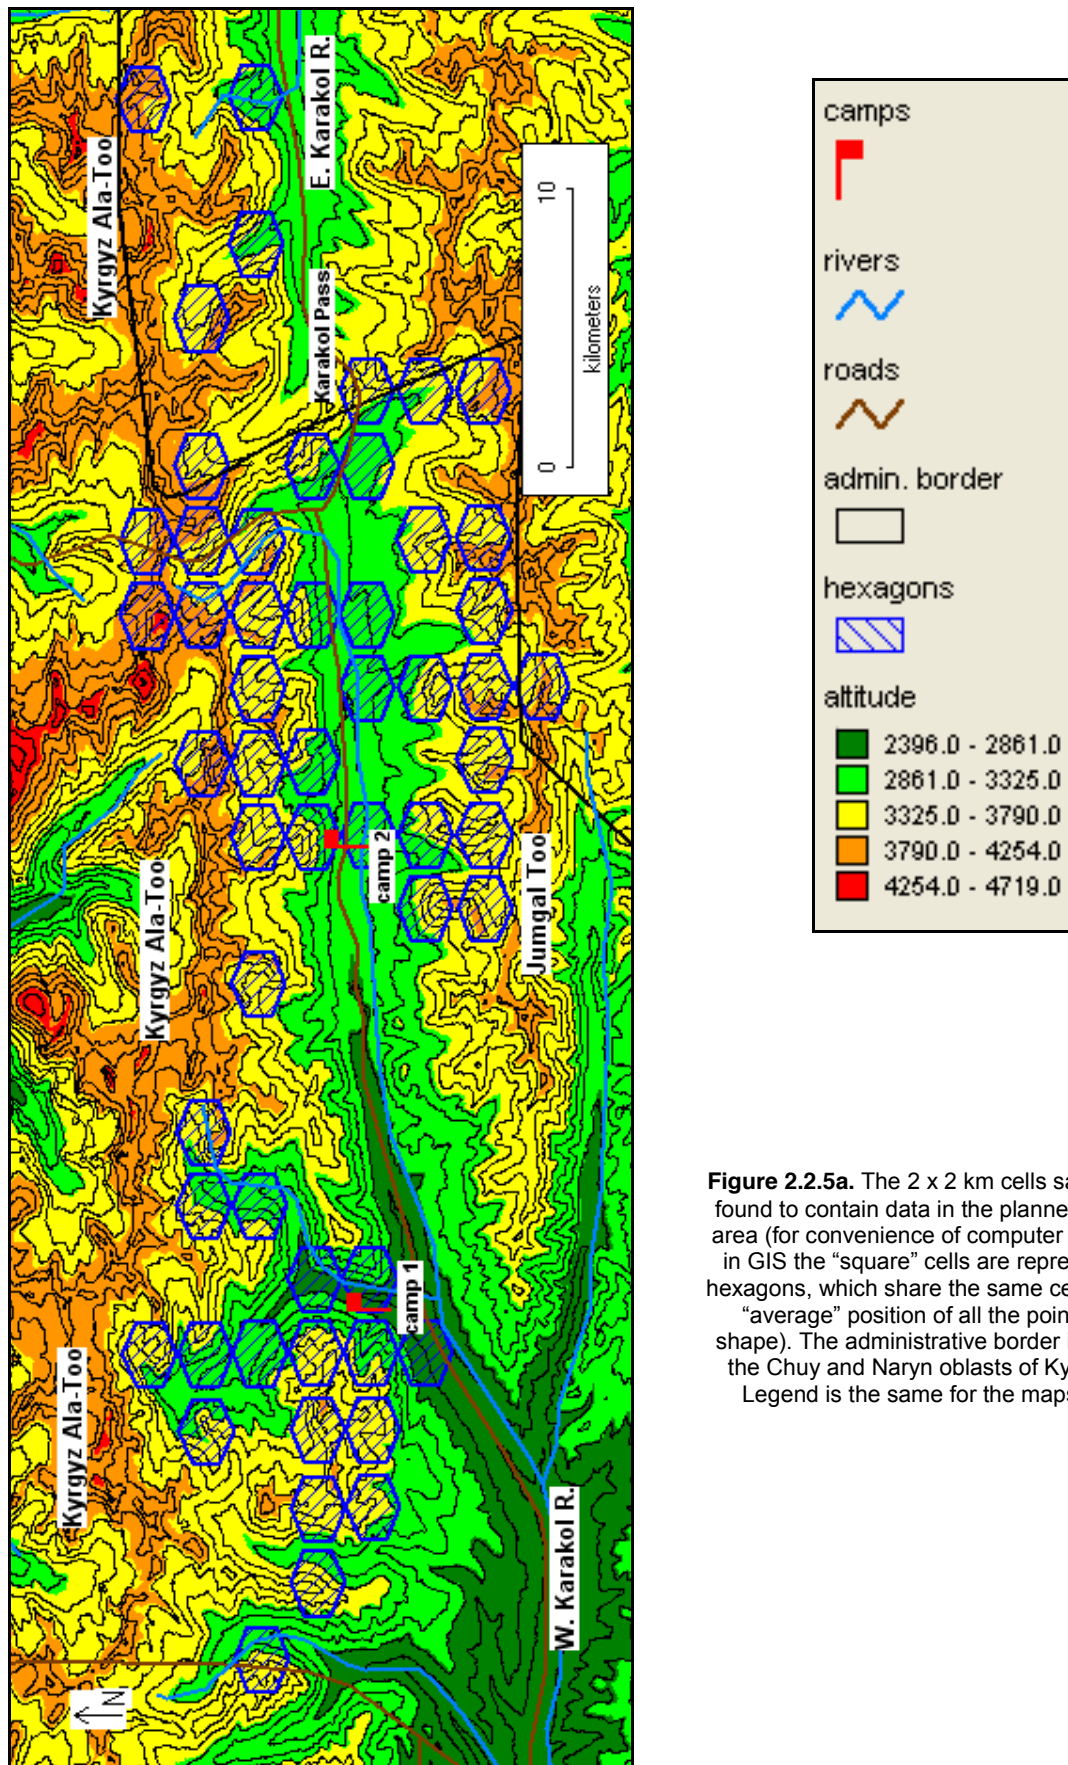 Kyrgyz Ala-Too
E. Karakol R.
Karakol Pass
10
0
kilometers
Kyrgyz Ala-Too
camp 2
Jumgal Too
camp 1
Kyrgyz Ala-Too
W. Karakol R.
N
camps
rivers
roads
admin. border
hexagons
altitude
2396.0 - 2861.0
2861.0 - 3325.0
3325.0 - 3790.0
3790.0 - 4254.0
4254.0 - 4719.0
Figure 2.2.5a. The 2 x 2 km cells sa
found to contain data in the planne
area (for convenience of computer
in GIS the “square” cells are repre
hexagons, which share the same ce
“average” position of all the poin
shape). The administrative border
the Chuy and Naryn oblasts of Ky
Legend is the same for the maps